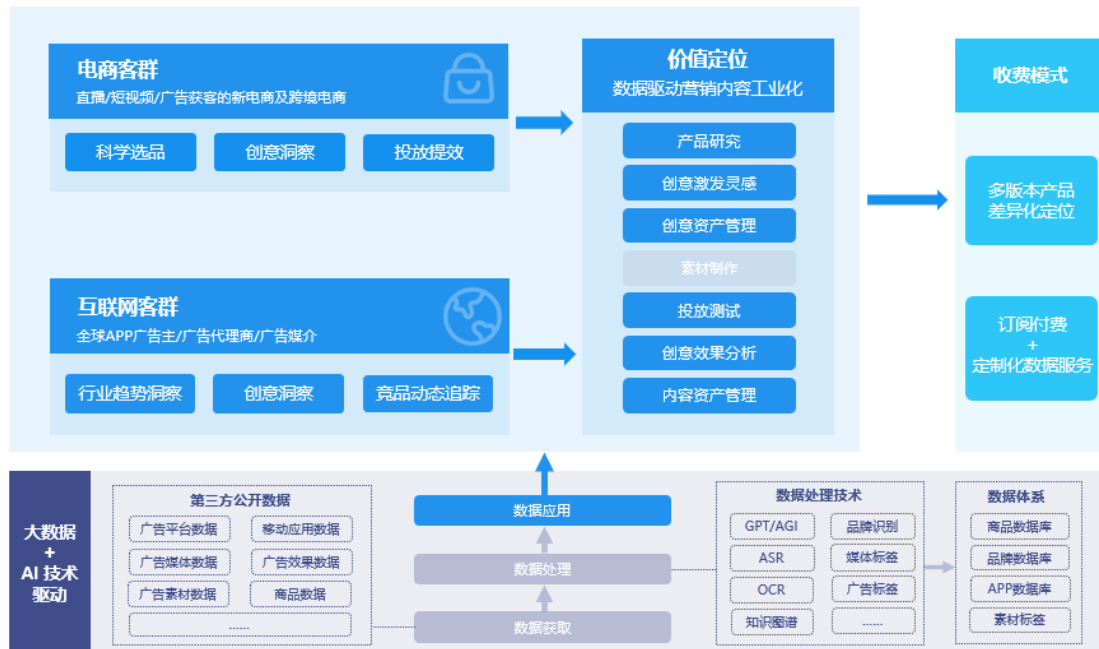 电商客群
直播/短视频/广告获客的新电商及跨境电商
科学选品
创意洞察
投放提效
互联网客群
全球APP广告主/广告代理商/广告媒介
行业趋势洞察
创意洞察
竞品动态追踪
价值定位
数据驱动营销内容工业化
产品研究
创意激发灵感
创意资产管理
素材制作
投放测试
创意效果分析
内容资产管理
收费模式
多版本产品
差异化定位
订阅付费
+
定制化数据服务
大数据
+
AI 技术
驱动
第三方公开数据
广告平台数据
移动应用数据
广告媒体数据
广告效果数据
广告素材数据
商品数据
......
数据应用
数据处理
数据获取
数据处理技术
GPT/AGI
品牌识别
ASR
媒体标签
OCR
广告标签
知识图谱
......
数据体系
商品数据库
品牌数据库
APP数据库
素材标签